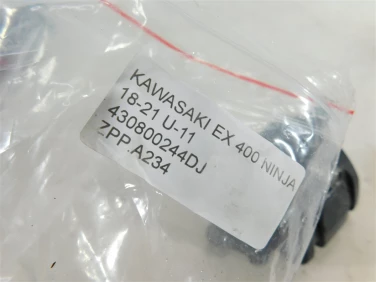 KAWASAKI EX 400 NINJA
18-21 U-11
430800244DJ
ZPP.A234